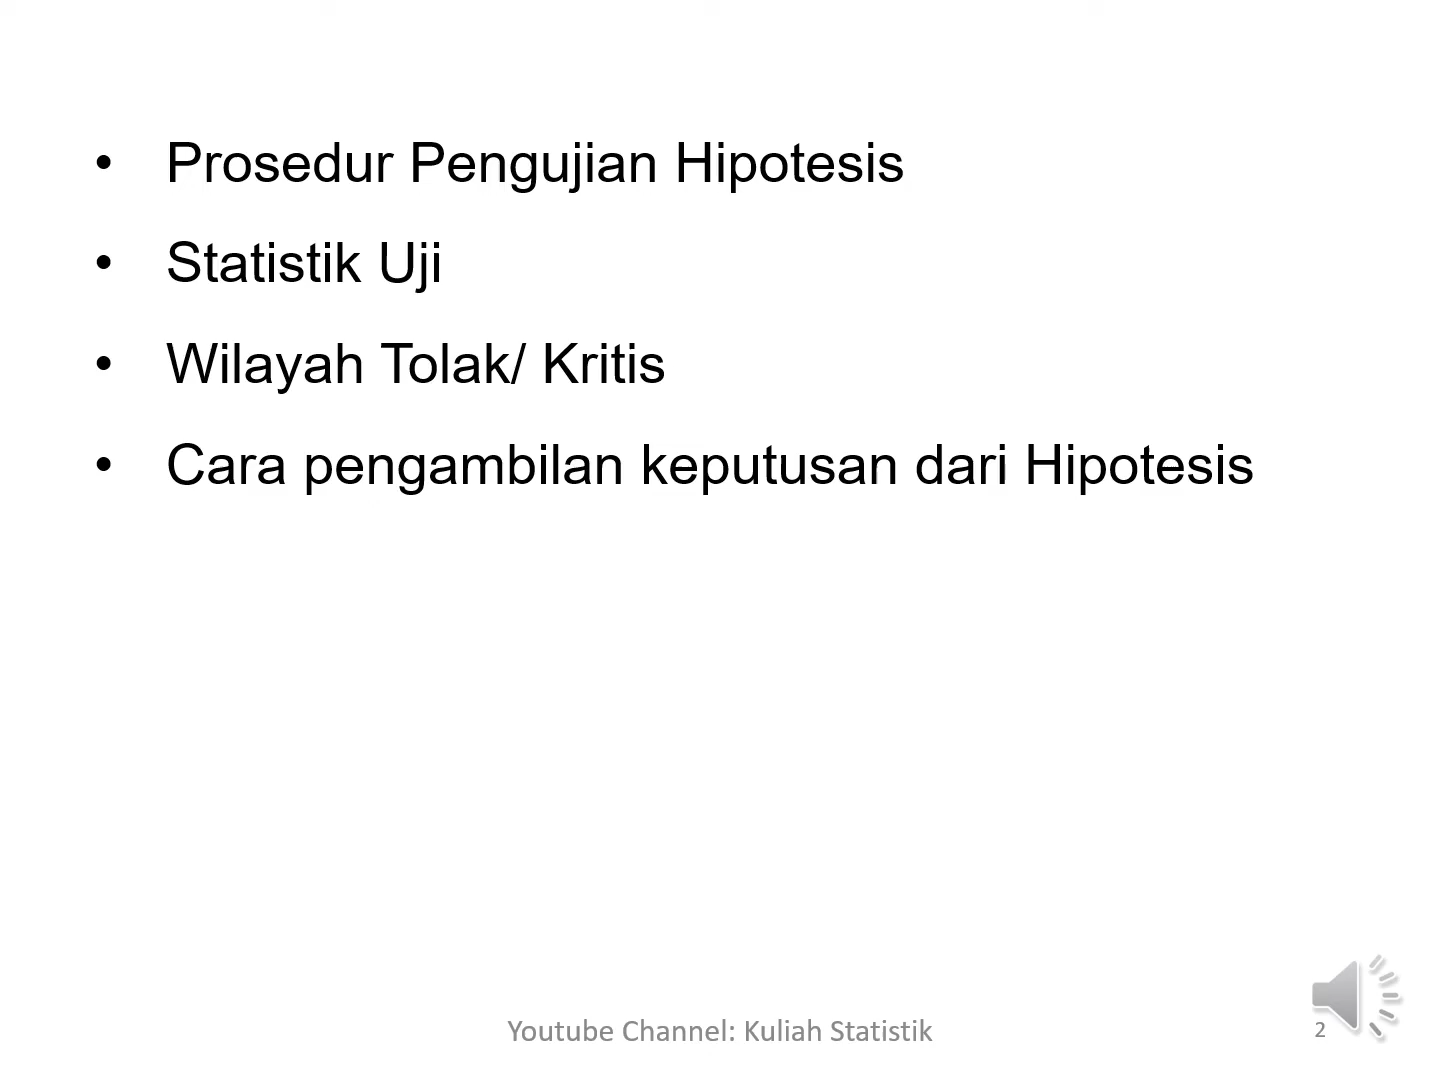 • Prosedur Pengujian Hipotesis
• Statistik Uji
• Wilayah Tolak/ Kritis
• Cara pengambilan keputusan dari Hipotesis
Youtube Channel: Kuliah Statistik
2